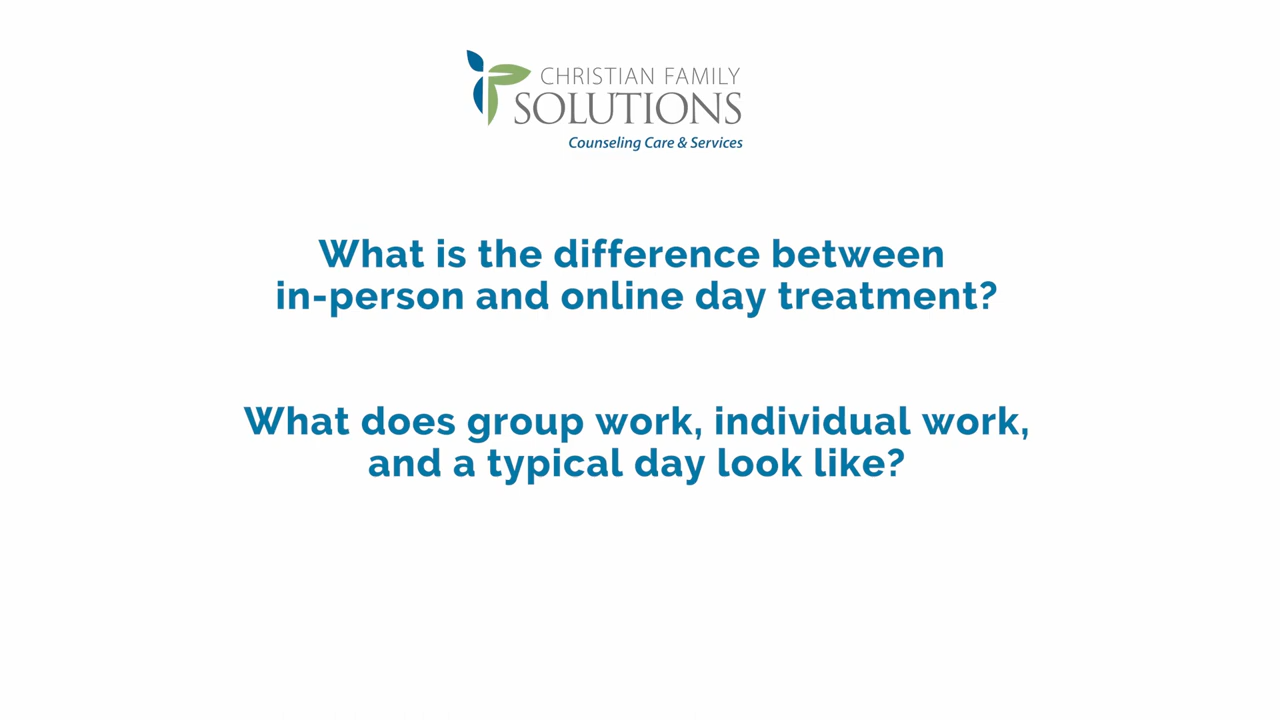 CHRISTIAN FAMILY
SOLUTIONS
Counseling Care & Services
What is the difference between
in-person and online day treatment?
What does group work, individual work,
and a typical day look like?